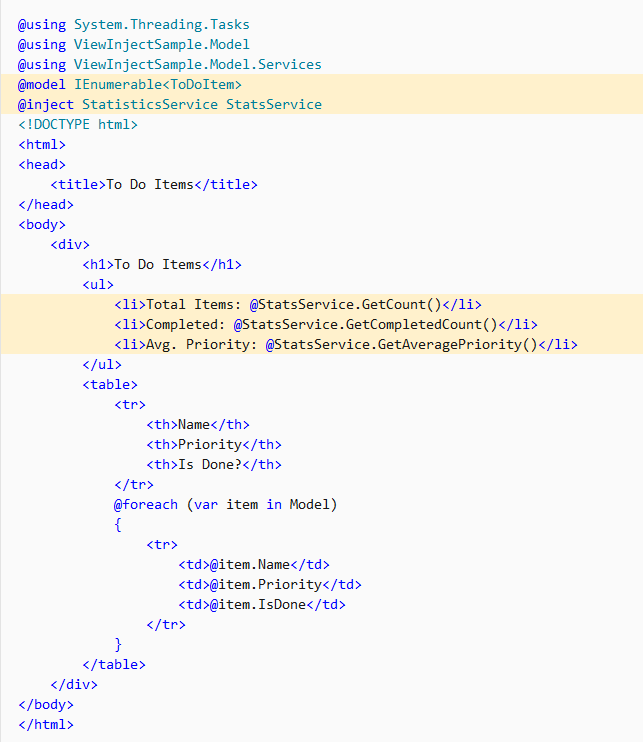 @using System.Threading.Tasks
@using ViewInjectSample.Model
@using ViewInjectSample.Model.Services
@model IEnumerable<ToDoItem>
@inject StatisticsService StatsService
<!DOCTYPE html>
<html>
<head>
    <title>To Do Items</title>
</head>
<body>
    <div>
        <h1>To Do Items</h1>
        <ul>
            <li>Total Items: @StatsService.GetCount()</li>
            <li>Completed: @StatsService.GetCompletedCount()</li>
            <li>Avg. Priority: @StatsService.GetAveragePriority()</li>
        </ul>
        <table>
            <tr>
                <th>Name</th>
                <th>Priority</th>
                <th>Is Done?</th>
            </tr>
            @foreach (var item in Model)
            {
                <tr>
                    <td>@item.Name</td>
                    <td>@item.Priority</td>
                    <td>@item.IsDone</td>
                </tr>
            }
        </table>
    </div>
</body>
</html>